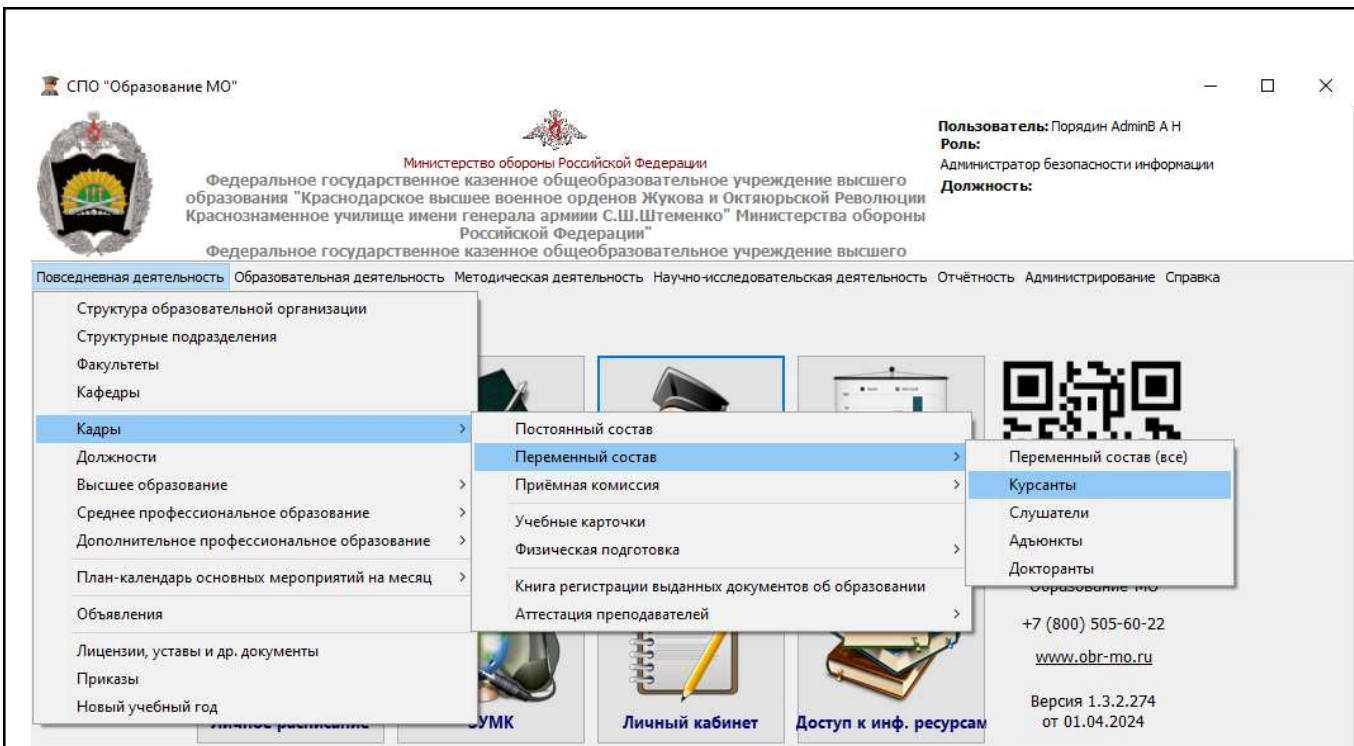 СПО "Образование МО"
Министерство обороны Российской Федерации
Федеральное государственное казенное общеобразовательное учреждение высшего
образования "Краснодарское высшее военное орденов Жукова и Октяюрьской Революции
Краснознаменное училище имени генерала армиии С.Ш.Штеменко" Министерства обороны
Российской Федерации"
Федеральное государственное казенное общеобразовательное учреждение высшего
Пользователь: Порядин AdminB А Н
Роль:
Администратор безопасности информации
Должность:
Повседневная деятельность Образовательная деятельность Методическая деятельность Научно-исследовательская деятельность Отчётность Администрирование Справка
Структура образовательной организации
Структурные подразделения
Факультеты
Кафедры
Кадры
Должности
Высшее образование
Среднее профессиональное образование
Дополнительное профессиональное образование
План-календарь основных мероприятий на месяц
Объявления
Лицензии, уставы и др. документы
Приказы
Новый учебный год
Постоянный состав
Переменный состав
Приёмная комиссия
Учебные карточки
Физическая подготовка
Книга регистрации выданных документов об образовании
Аттестация преподавателей
Переменный состав (все)
Курсанты
Слушатели
Адъюнкты
Докторанты
Образование МО
+7 (800) 505-60-22
www.obr-mo.ru
Версия 1.3.2.274
от 01.04.2024
Личное расписание
УМК
Личный кабинет
Доступ к инф. ресурсам